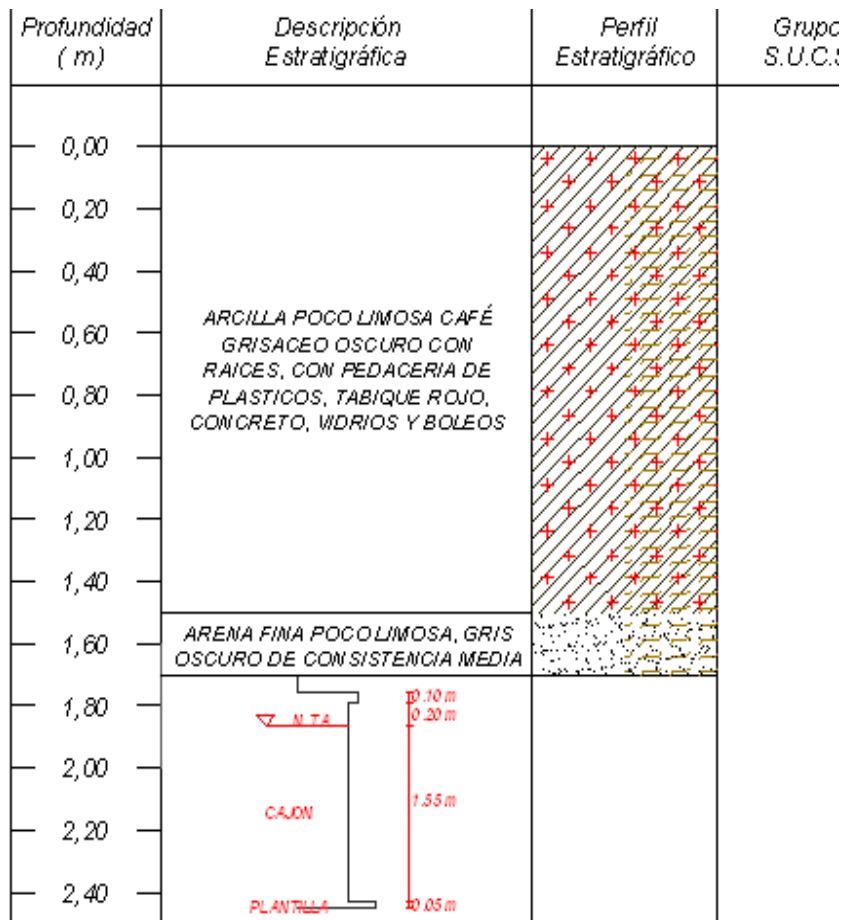 Profundidad
( m)
Descripción
Estratigráfica
Perfil
Estratigráfico
Grupo
S.U.C.S
0,00
0,20
0,40
0,60
0,80
1,00
1,20
1,40
1,60
1,80
2,00
2,20
2,40
ARCILLA POCO LIMOSA CAFÉ
GRISACEO OSCURO CON
RAICES, CON PEDACERIA DE
PLASTICOS, TABIQUE ROJO,
CONCRETO, VIDRIOS Y BOLEOS
ARENA FINA POCO LIMOSA, GRIS
OSCURO DE CONSISTENCIA MEDIA
0.10 m
0.20 m
N.T.A
1.55 m
CAJON
PLANTILLA
0.05 m